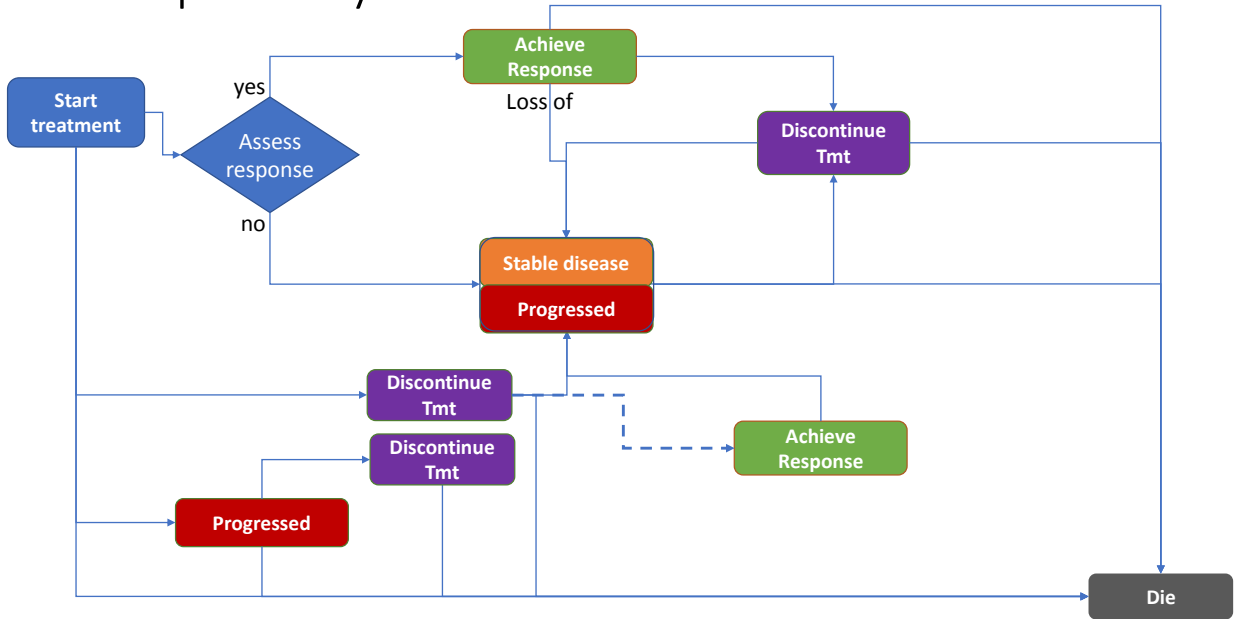 Achieve
Response
yes
Start
treatment
Loss of
Assess
response
Discontinue
Tmt
no
Stable disease
Progressed
Discontinue
Tmt
Achieve
Response
Discontinue
Tmt
Progressed
Die